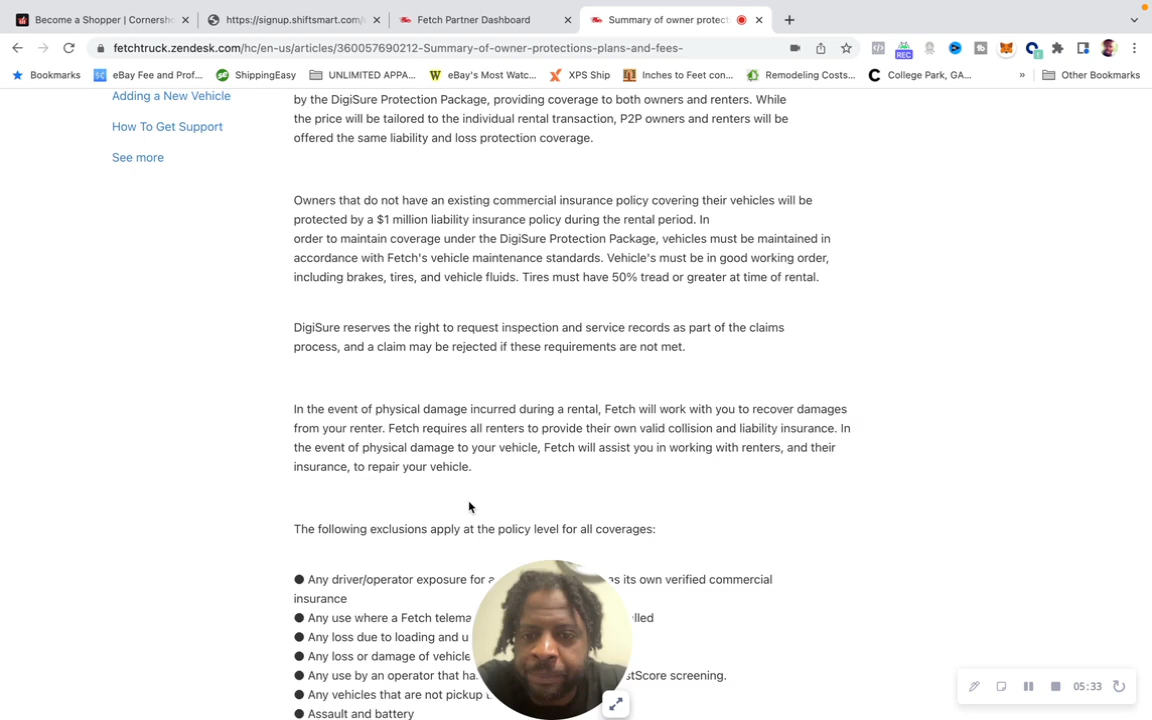 Become a Shopper | Cornersho
https://signup.shiftsmart.com/
Fetch Partner Dashboard
Summary of owner protect
fetchtruck.zendesk.com/hc/en-us/articles/360057690212-Summary-of-owner-protections-plans-and-fees-
REC
Bookmarks
eBay Fee and Prof...
ShippingEasy
UNLIMITED APPA...
eBay's Most Watc...
XPS Ship
Inches to Feet con...
Remodeling Costs...
College Park, GA...
»
Other Bookmarks
Adding a New Vehicle
How To Get Support
See more
by the DigiSure Protection Package, providing coverage to both owners and renters. While
the price will be tailored to the individual rental transaction, P2P owners and renters will be
offered the same liability and loss protection coverage.
Owners that do not have an existing commercial insurance policy covering their vehicles will be
protected by a $1 million liability insurance policy during the rental period. In
order to maintain coverage under the DigiSure Protection Package, vehicles must be maintained in
accordance with Fetch's vehicle maintenance standards. Vehicle's must be in good working order,
including brakes, tires, and vehicle fluids. Tires must have 50% tread or greater at time of rental.
DigiSure reserves the right to request inspection and service records as part of the claims
process, and a claim may be rejected if these requirements are not met.
In the event of physical damage incurred during a rental, Fetch will work with you to recover damages
from your renter. Fetch requires all renters to provide their own valid collision and liability insurance. In
the event of physical damage to your vehicle, Fetch will assist you in working with renters, and their
insurance, to repair your vehicle.
The following exclusions apply at the policy level for all coverages:
● Any driver/operator exposure for a as its own verified commercial
insurance
● Any use where a Fetch telema lled
● Any loss due to loading and u
● Any loss or damage of vehicle
● Any use by an operator that ha stScore screening.
● Any vehicles that are not pickup
● Assault and battery
05:33